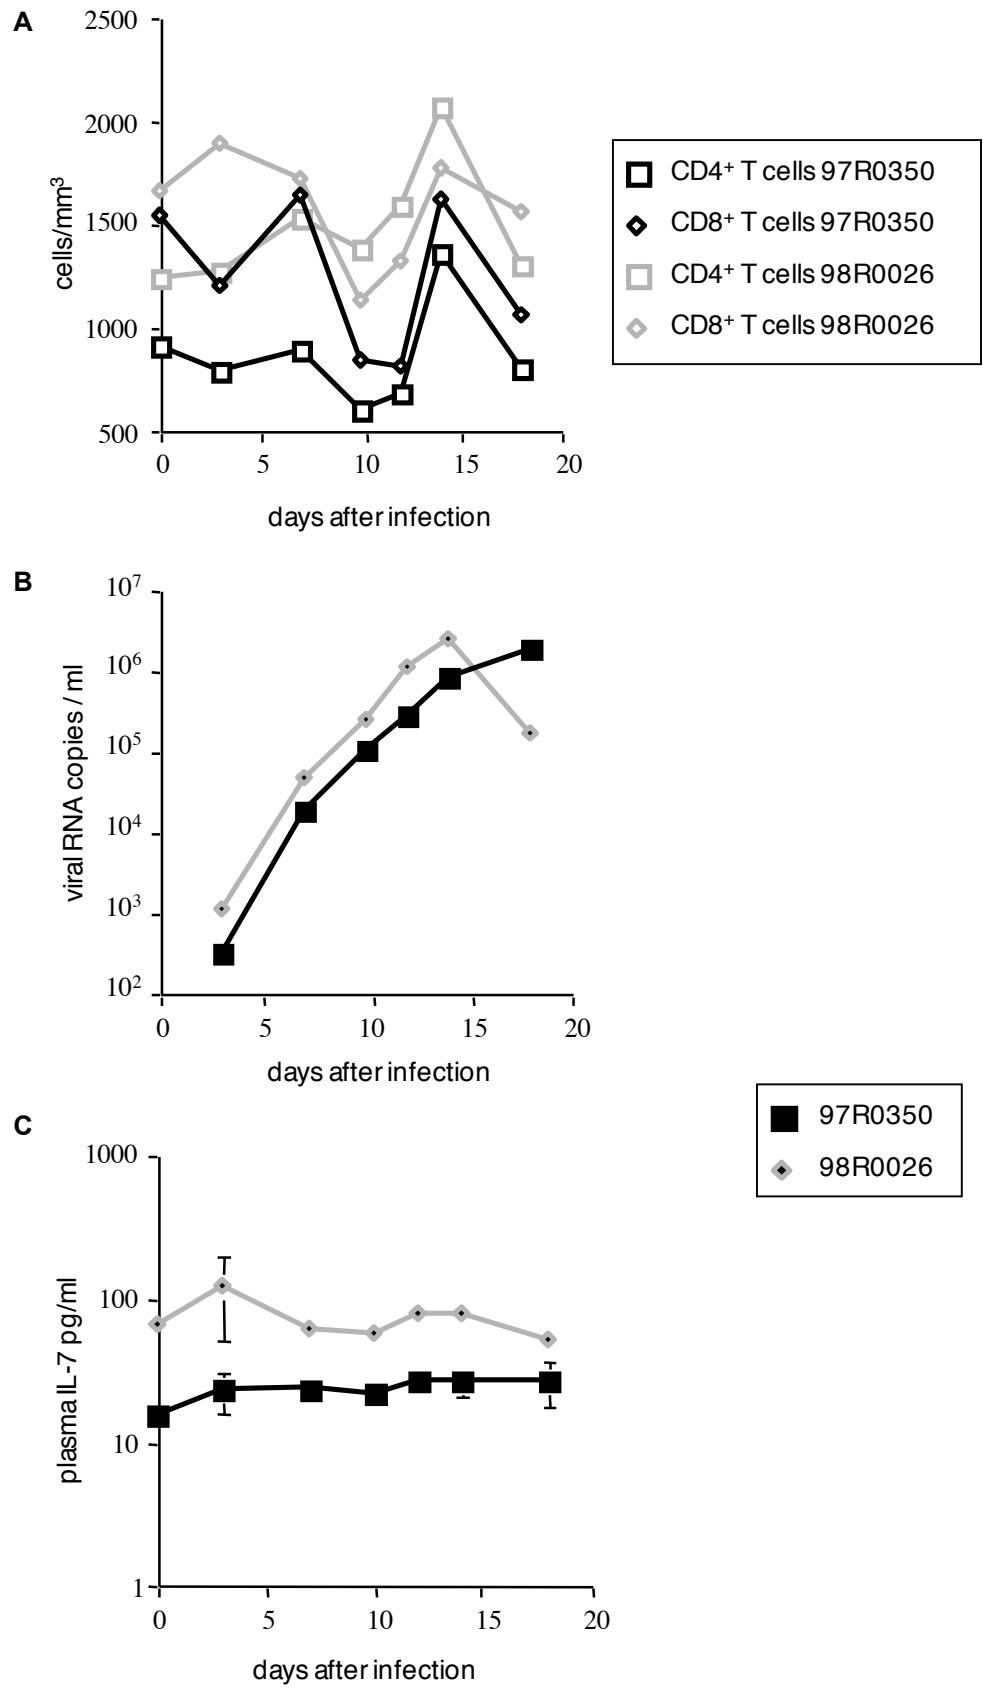 A
2500
2000
1500
1000
500
cells/mm³
0 5 10 15 20
days after infection
CD4⁺ T cells 97R0350
CD8⁺ T cells 97R0350
CD4⁺ T cells 98R0026
CD8⁺ T cells 98R0026
B
10⁷
10⁶
10⁵
10⁴
10³
10²
viral RNA copies / ml
0 5 10 15 20
days after infection
97R0350
98R0026
C
1000
100
10
1
plasma IL-7 pg/ml
0 5 10 15 20
days after infection